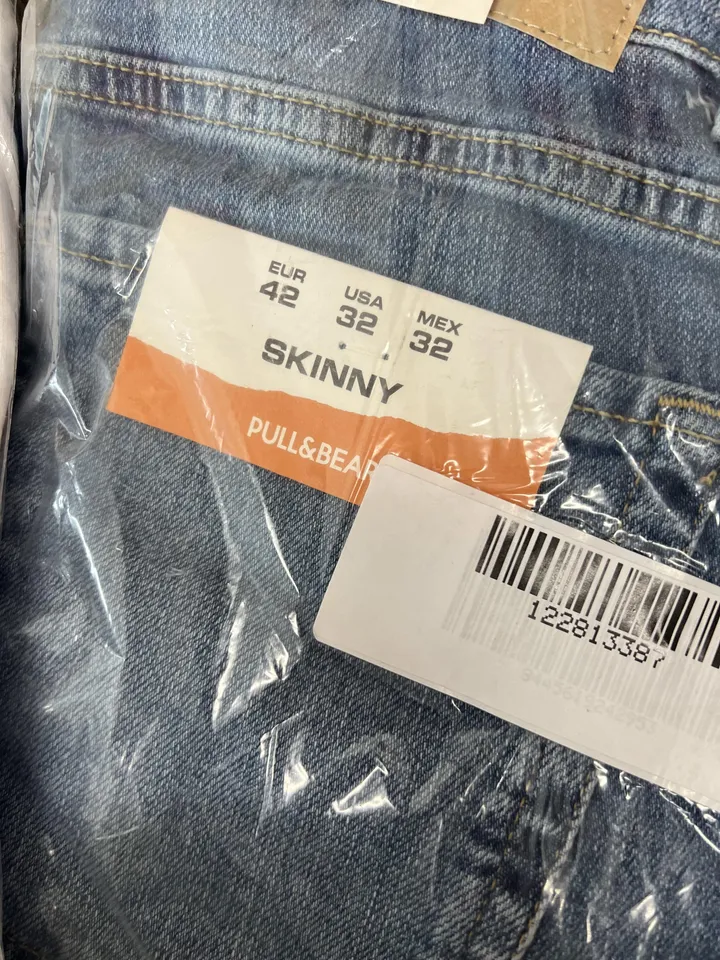 EUR
42
USA
32
MEX
32
SKINNY
PULL&BEAR
122813387